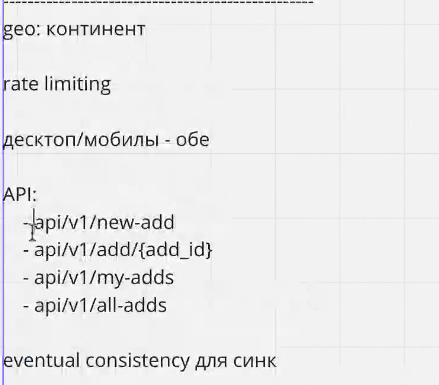 geo: континент
rate limiting
десктоп/мобилы - обе
API:
- api/v1/new-add
- api/v1/add/{add_id}
- api/v1/my-adds
- api/v1/all-adds
eventual consistency для синк